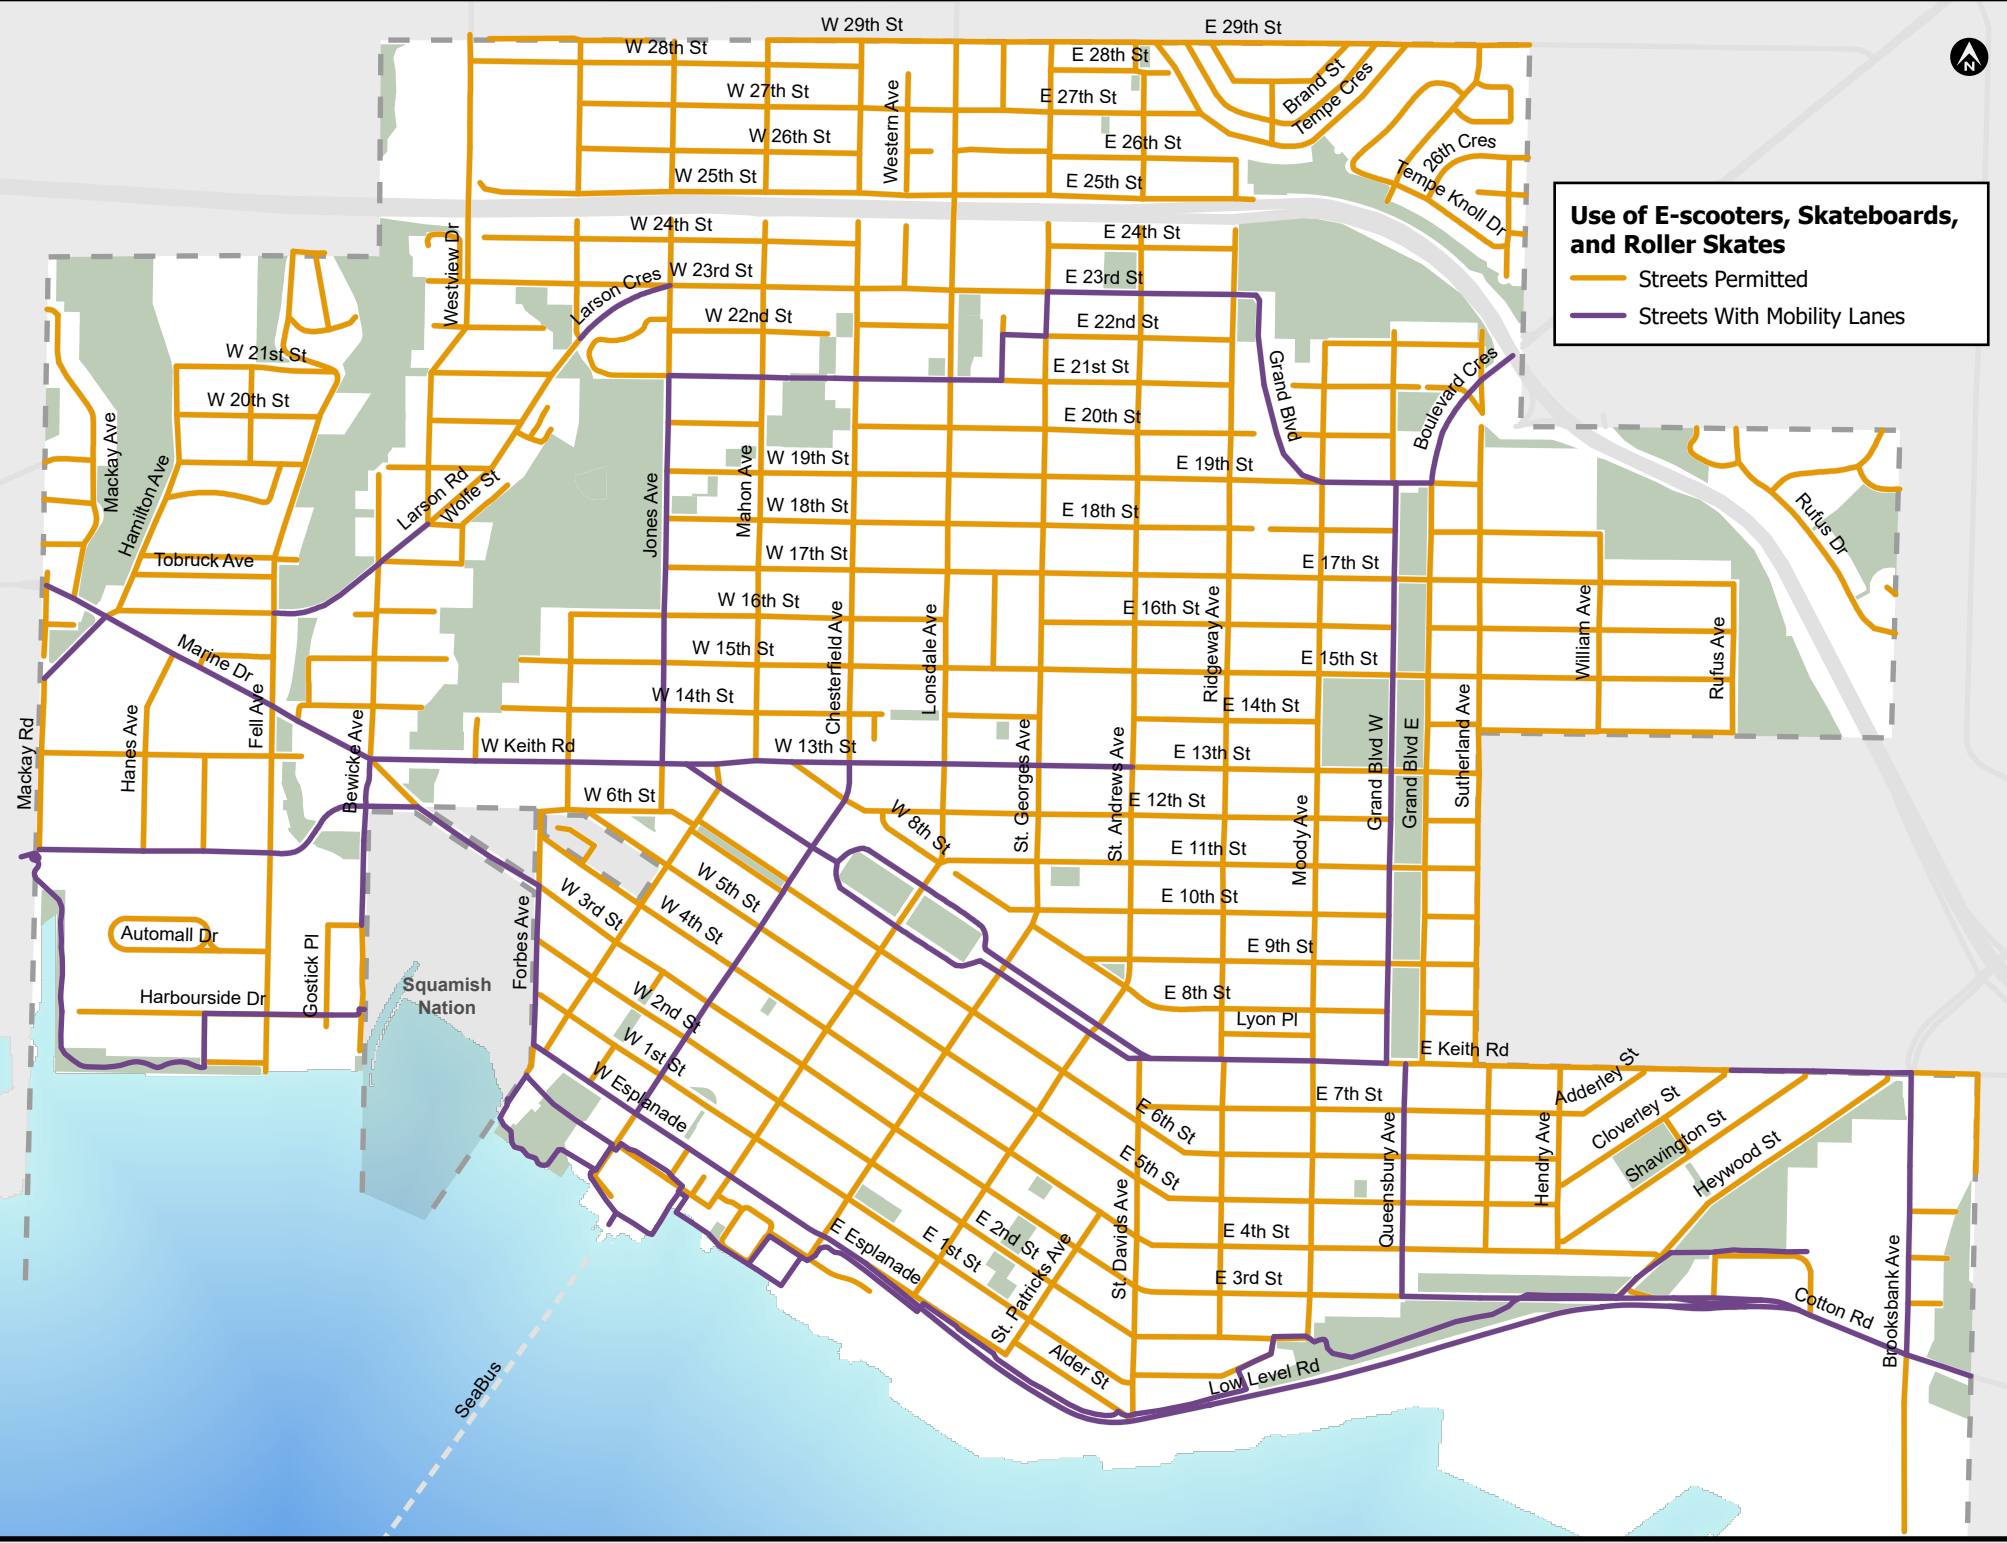 W 29th St
E 29th St
W 28th St
E 28th St
N
W 27th St
E 27th St
Brand St
Tempe Cres
Western Ave
W 26th St
E 26th St
26th Cres
W 25th St
E 25th St
Tempe Knoll Dr
Use of E-scooters, Skateboards,
and Roller Skates
Streets Permitted
Streets With Mobility Lanes
W 24th St
E 24th St
Westview Dr
Larson Cres
W 23rd St
E 23rd St
W 22nd St
E 22nd St
W 21st St
E 21st St
Grand Blvd
Boulevard Cres
W 20th St
E 20th St
Mackay Ave
Hamilton Ave
Larson Rd
Wolfe St
Jones Ave
Mahon Ave
W 19th St
E 19th St
W 18th St
E 18th St
Rufus Dr
Tobruck Ave
W 17th St
E 17th St
W 16th St
E 16th St
Chesterfield Ave
Lonsdale Ave
Ridgeway Ave
William Ave
Rufus Ave
Marine Dr
W 15th St
E 15th St
W 14th St
E 14th St
Mackay Rd
Hanes Ave
Fell Ave
Bewicke Ave
W Keith Rd
W 13th St
E 13th St
St. Georges Ave
St. Andrews Ave
Moody Ave
Grand Blvd W
Grand Blvd E
Sutherland Ave
W 6th St
W 8th St
E 12th St
E 11th St
W 5th St
W 3rd St
W 4th St
E 10th St
Automall Dr
Gostick Pl
Forbes Ave
E 9th St
Squamish
Nation
Harbourside Dr
W 2nd St
E 8th St
Lyon Pl
W 1st St
E Keith Rd
W Esplanade
E 7th St
Adderley St
E 6th St
Cloverley St
Shavington St
Heywood St
Queensbury Ave
Hendry Ave
E 5th St
St. Davids Ave
E 4th St
E 2nd St
E 1st St
E Esplanade
St. Patricks Ave
E 3rd St
Brooksbank Ave
Cotton Rd
Alder St
Low Level Rd
SeaBus